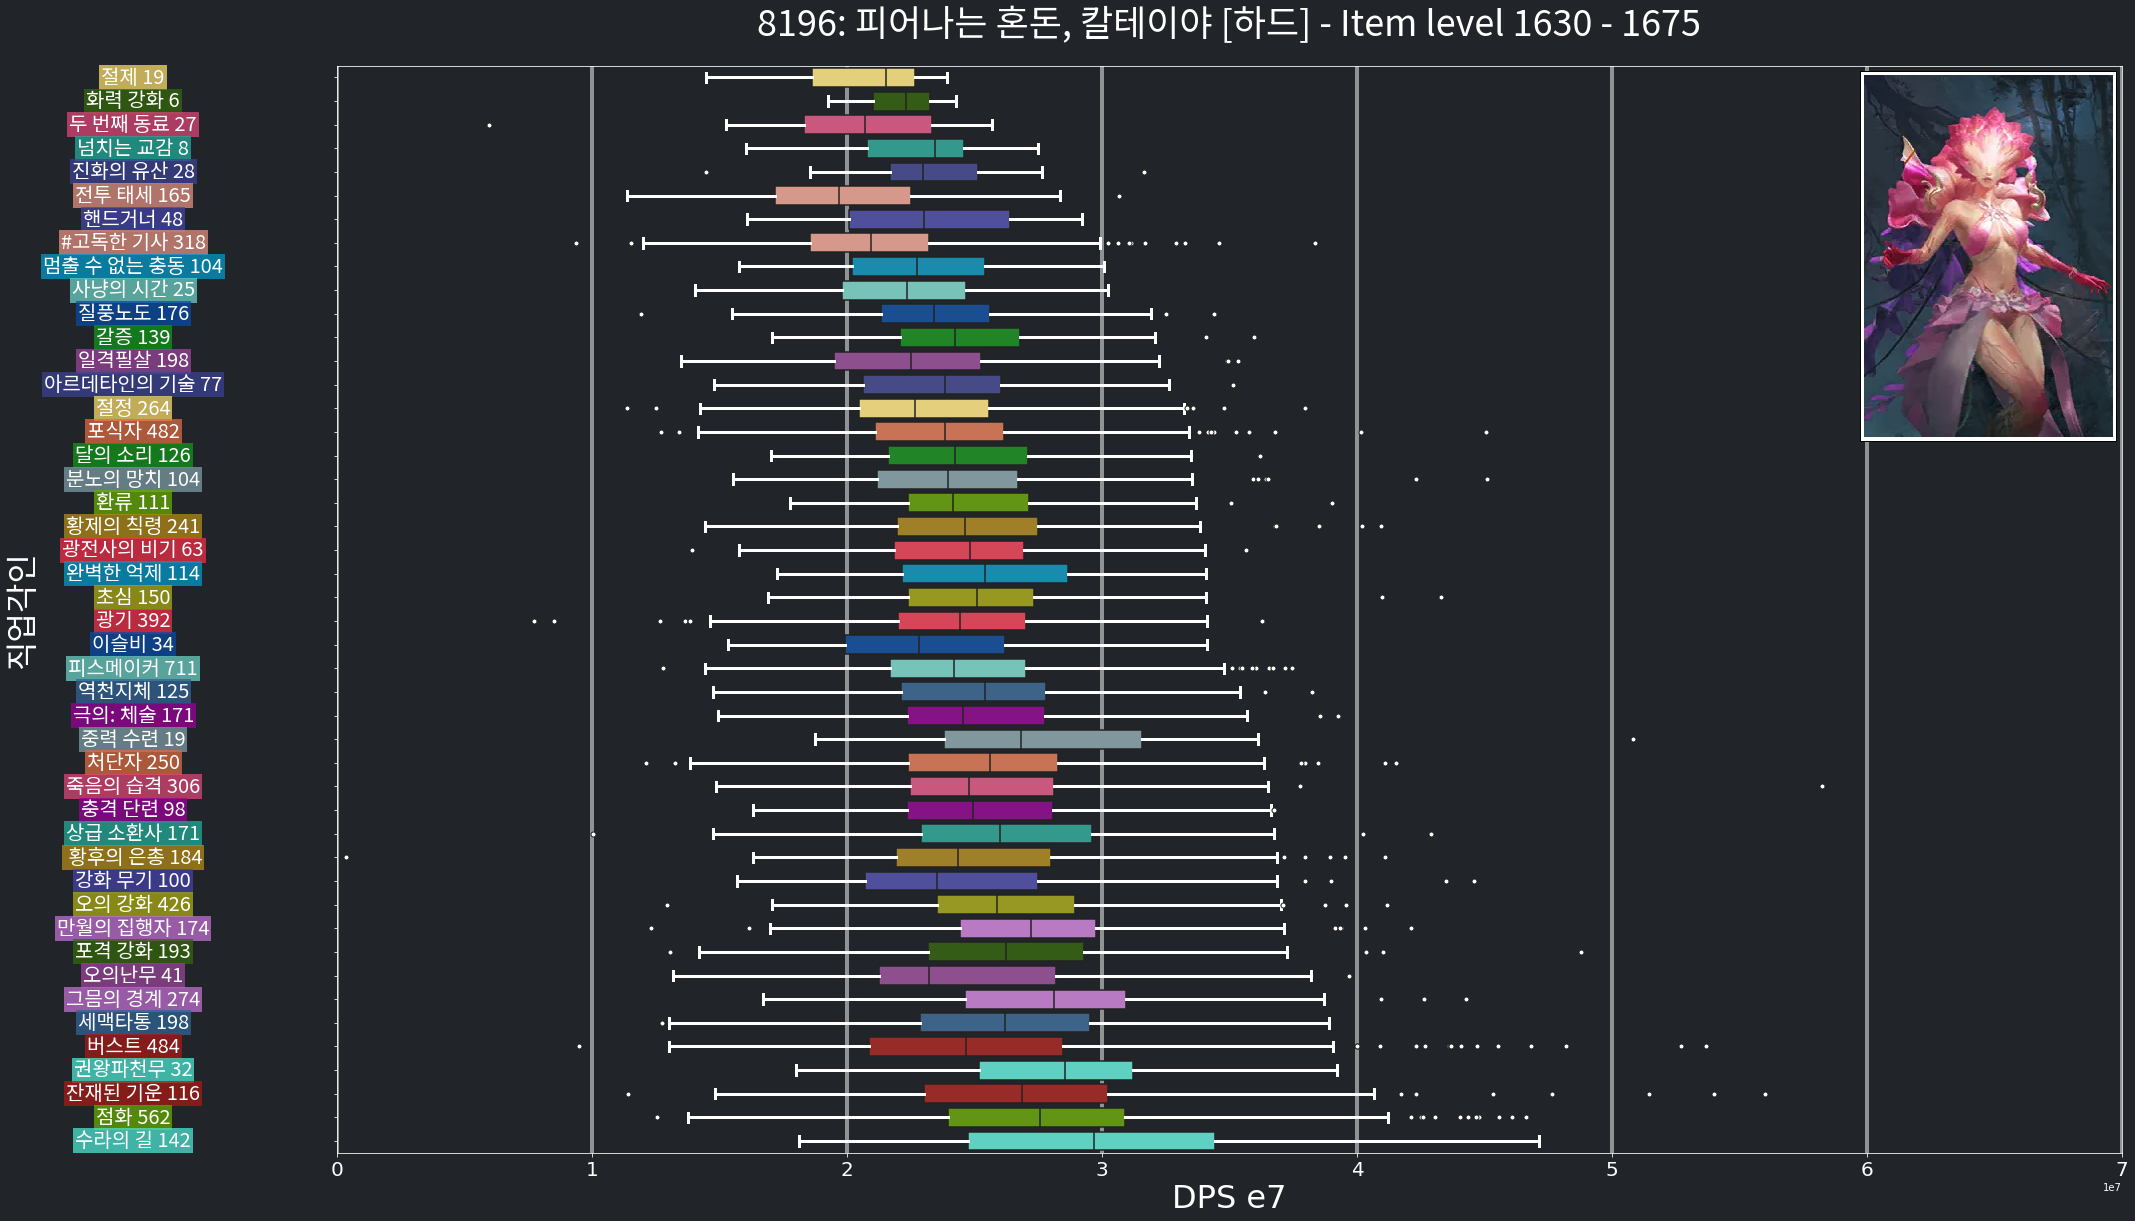 8196: 피어나는 혼돈, 칼테이야 [하드] - Item level 1630 - 1675
직업각인
절제 19
화력 강화 6
두 번째 동료 27
넘치는 교감 8
진화의 유산 28
전투 태세 165
핸드거너 48
#고독한 기사 318
멈출 수 없는 충동 104
사냥의 시간 25
질풍노도 176
갈증 139
일격필살 198
아르데타인의 기술 77
절정 264
포식자 482
달의 소리 126
분노의 망치 104
환류 111
황제의 칙령 241
광전사의 비기 63
완벽한 억제 114
초심 150
광기 392
이슬비 34
피스메이커 711
역천지체 125
극의: 체술 171
중력 수련 19
처단자 250
죽음의 습격 306
충격 단련 98
상급 소환사 171
황후의 은총 184
강화 무기 100
오의 강화 426
만월의 집행자 174
포격 강화 193
오의난무 41
그믐의 경계 274
세맥타통 198
버스트 484
권왕파천무 32
잔재된 기운 116
점화 562
수라의 길 142
0 1 2 3 4 5 6 7
DPS e7
1e7